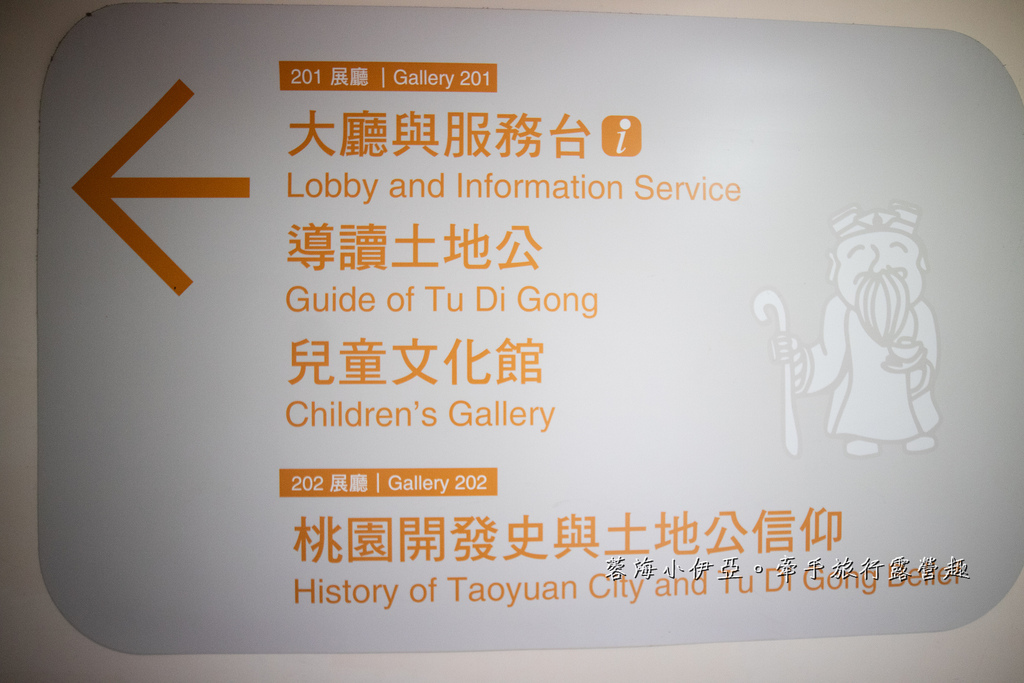 201 展廳 | Gallery 201
大廳與服務台 i
Lobby and Information Service
導讀土地公
Guide of Tu Di Gong
兒童文化館
Children's Gallery
202 展廳 | Gallery 202
桃園開發史與土地公信仰
蓉海小伊亞。牽手旅行露營趣
History of Taoyuan City and Tu Di Gong Belief